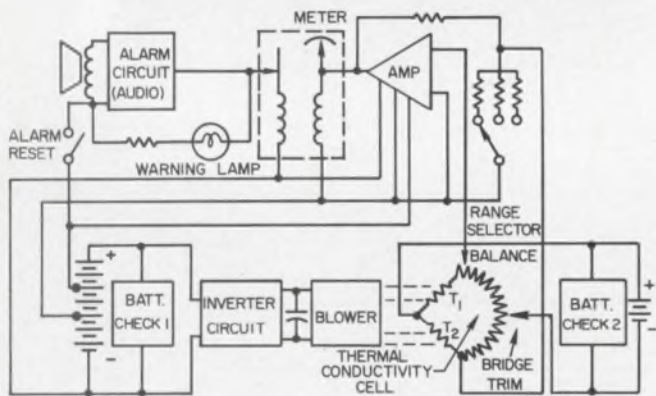 METER
ALARM
CIRCUIT
(AUDIO)
AMP
ALARM
RESET
WARNING LAMP
RANGE
SELECTOR
BALANCE
+
BATT.
CHECK 1
-
INVERTER
CIRCUIT
BLOWER
T1
T2
THERMAL
CONDUCTIVITY
CELL
BRIDGE
TRIM
BATT.
CHECK 2
+
-